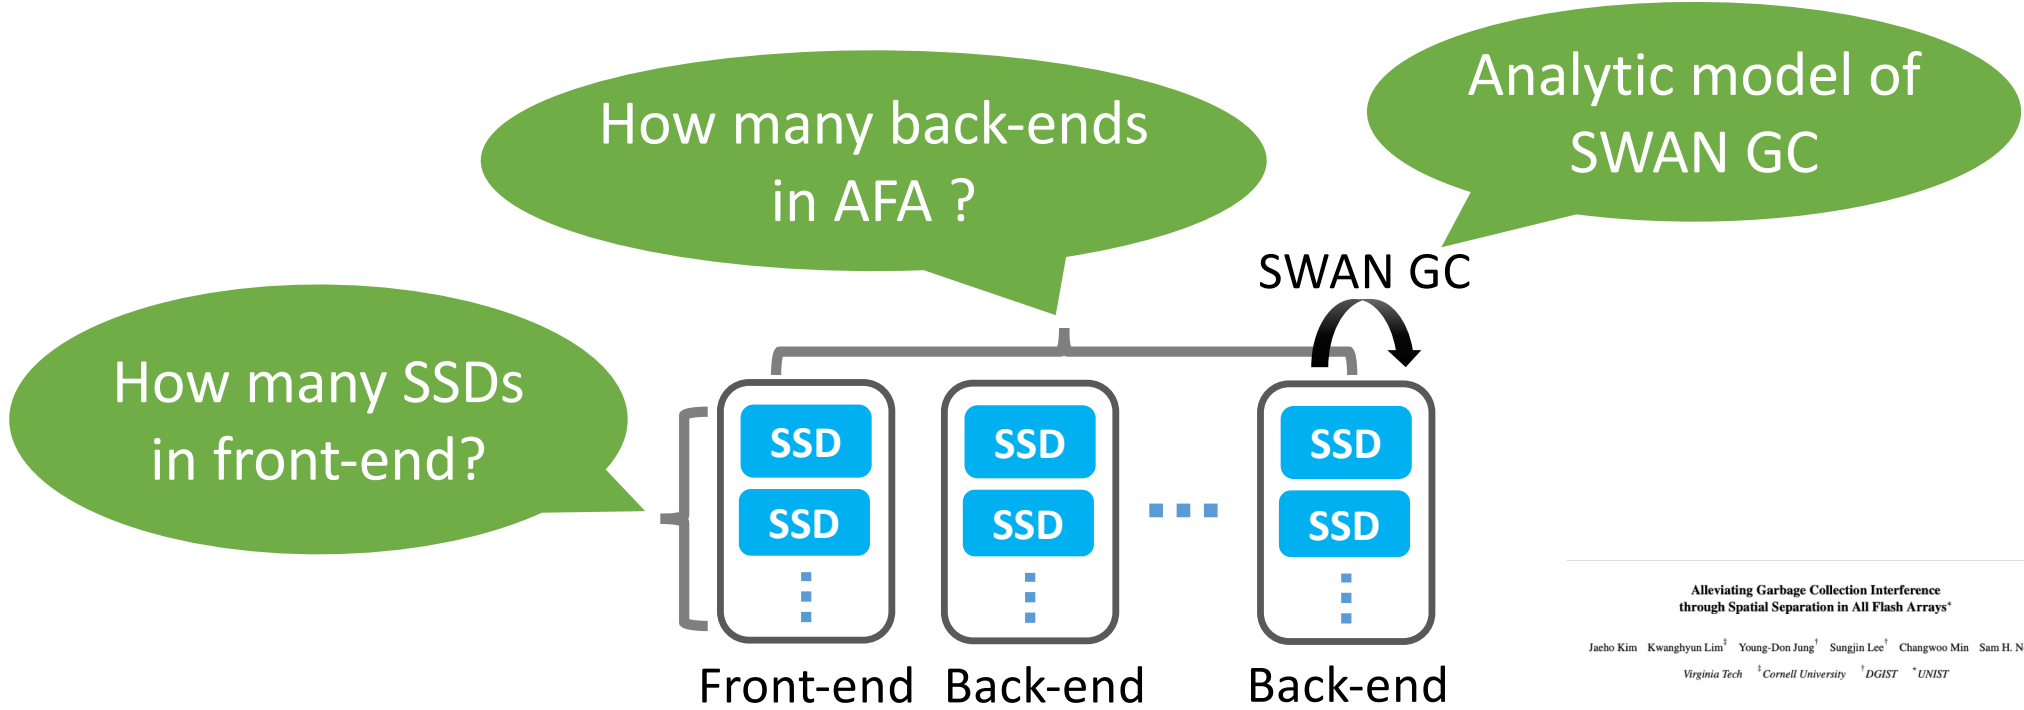 Analytic model of
SWAN GC
How many back-ends
in AFA ?
How many SSDs
in front-end?
SWAN GC
SSD
SSD
SSD
SSD
SSD
SSD
Front-end
Back-end
Back-end
Alleviating Garbage Collection Interference
through Spatial Separation in All Flash Arrays*
Jaeho Kim Kwanghyun Lim‡ Young-Don Jung† Sungjin Lee† Changwoo Min Sam H.
Virginia Tech ‡Cornell University †DGIST *UNIST